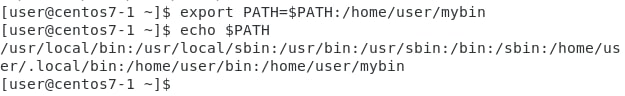 [user@centos7-1 ~]$ export PATH=$PATH:/home/user/mybin
[user@centos7-1 ~]$ echo $PATH
/usr/local/bin:/usr/local/sbin:/usr/bin:/usr/sbin:/bin:/sbin:/home/us
er/.local/bin:/home/user/bin:/home/user/mybin
[user@centos7-1 ~]$